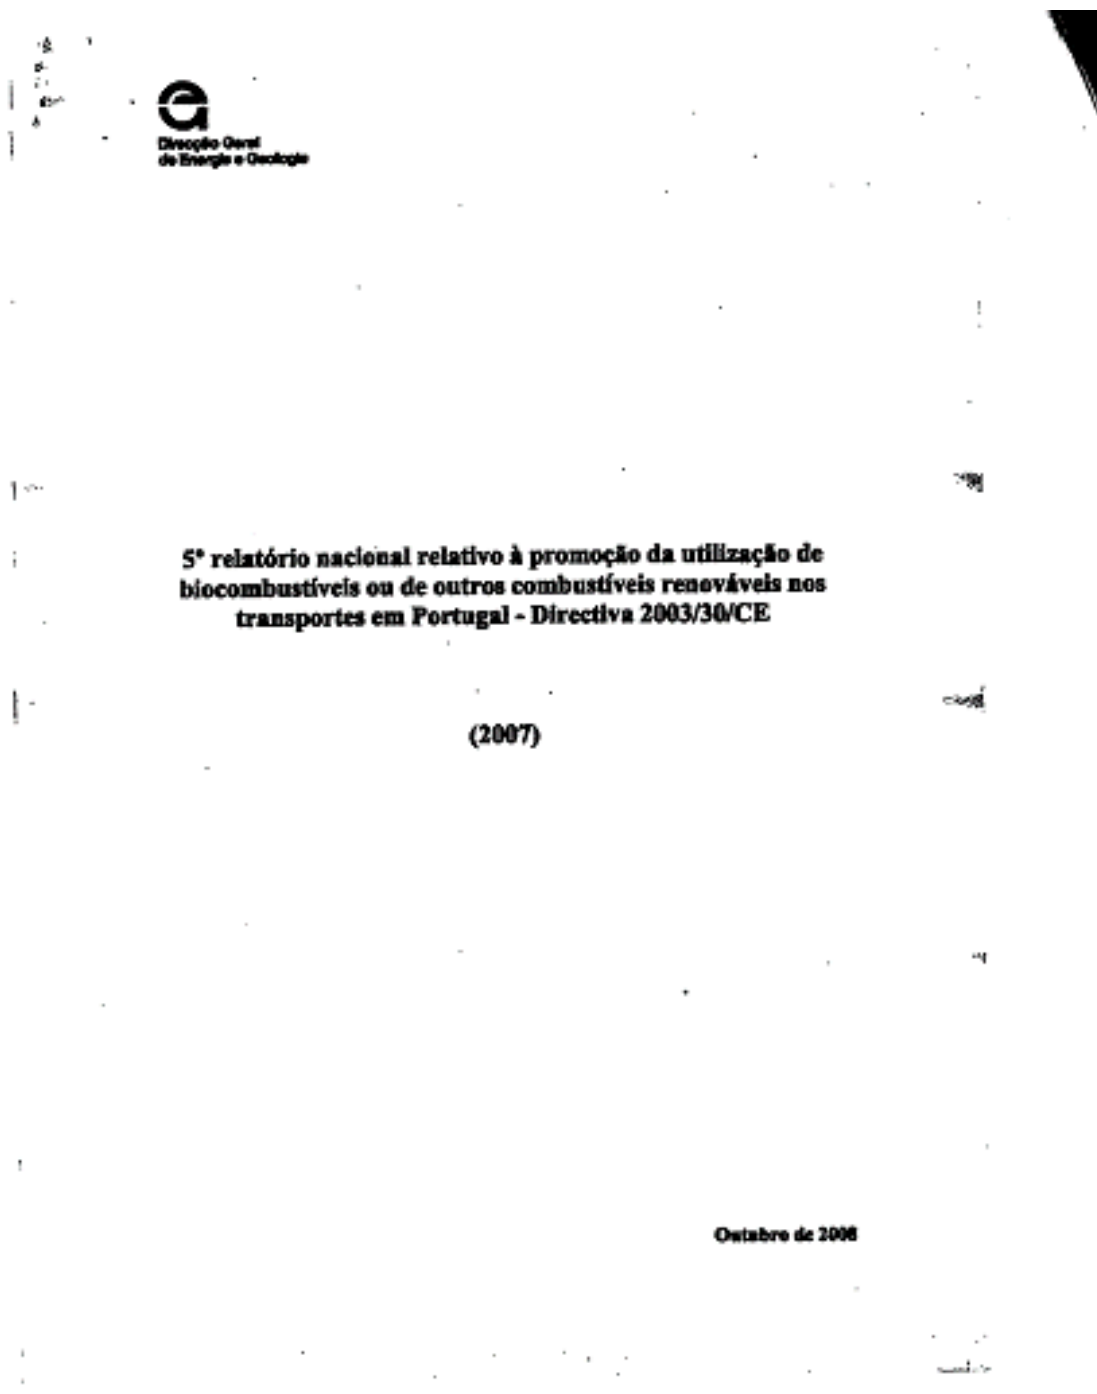 Direcção Geral
de Energia e Geologia
5º relatório nacional relativo à promoção da utilização de
biocombustíveis ou de outros combustíveis renováveis nos
transportes em Portugal - Directiva 2003/30/CE
(2007)
Outubro de 2008